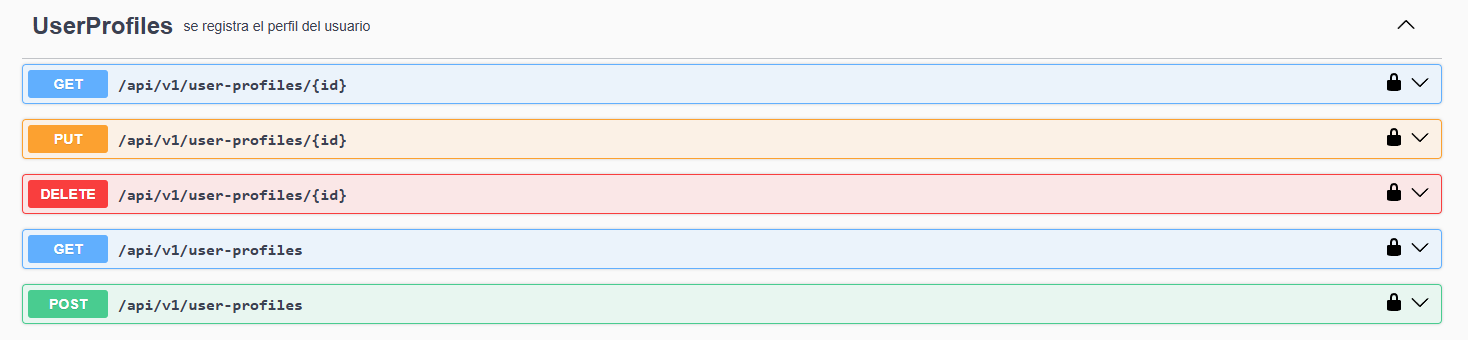 UserProfiles se registra el perfil del usuario
GET /api/v1/user-profiles/{id}
PUT /api/v1/user-profiles/{id}
DELETE /api/v1/user-profiles/{id}
GET /api/v1/user-profiles
POST /api/v1/user-profiles